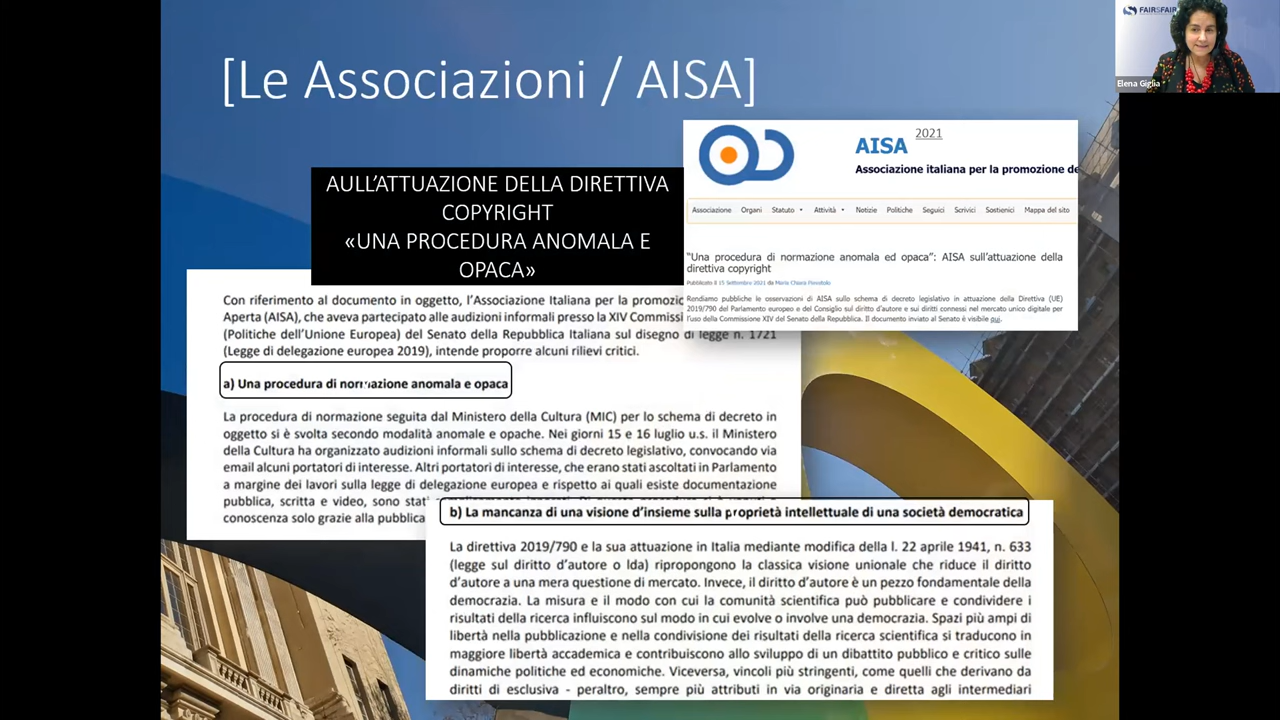 [Le Associazioni / AISA]
FAIRSFAIR
Elena Giglia
AULL'ATTUAZIONE DELLA DIRETTIVA
COPYRIGHT
«UNA PROCEDURA ANOMALA E
OPACA»
AISA
2021
Associazione italiana per la promozione de
Associazione Organi Statuto Attività Notizie Politiche Seguici Scrivici Sostienici Mappa del sito
"Una procedura di normazione anomala ed opaca": AISA sull'attuazione della
direttiva copyright
Pubblicato il 15 Settembre 2021 da Maria Chiara Pievatolo
Rendiamo pubbliche le osservazioni di AISA sullo schema di decreto legislativo in attuazione della Direttiva (UE)
2019/790 del Parlamento europeo e del Consiglio sul diritto d'autore e sui diritti connessi nel mercato unico digitale per
l'uso della Commissione XIV del Senato della Repubblica. Il documento inviato al Senato è visibile qui.
Con riferimento al documento in oggetto, l'Associazione Italiana per la
Aperta (AISA), che aveva partecipato alle audizioni informali presso la XIV
(Politiche dell'Unione Europea) del Senato della Repubblica Italiana sul disegno di legge n. 1721
(Legge di delegazione europea 2019), intende proporre alcuni rilievi critici.
a) Una procedura di normazione anomala e opaca
La procedura di normazione seguita dal Ministero della Cultura (MIC) per lo schema di decreto in
oggetto si è svolta secondo modalità anomale e opache. Nei giorni 15 e 16 luglio u.s. il Ministero
della Cultura ha organizzato audizioni informali sullo schema di decreto legislativo, convocando via
email alcuni portatori di interesse. Altri portatori di interesse, che erano stati ascoltati in Parlamento
a margine dei lavori sulla legge di delegazione europea e rispetto ai quali esiste documentazione
pubblica, scritta e video, sono
conoscenza solo grazie alla
b) La mancanza di una visione d'insieme sulla proprietà intellettuale di una società democratica
La direttiva 2019/790 e la sua attuazione in Italia mediante modifica della l. 22 aprile 1941, n. 633
(legge sul diritto d'autore o lda) ripropongono la classica visione unionale che riduce il diritto
d'autore a una mera questione di mercato. Invece, il diritto d'autore è un pezzo fondamentale della
democrazia. La misura e il modo con cui la comunità scientifica può pubblicare e condividere i
risultati della ricerca influiscono sul modo in cui evolve o involve una democrazia. Spazi più ampi di
libertà nella pubblicazione e nella condivisione dei risultati della ricerca scientifica si traducono in
maggiore libertà accademica e contribuiscono allo sviluppo di un dibattito pubblico e critico sulle
dinamiche politiche ed economiche. Viceversa, vincoli più stringenti, come quelli che derivano da
diritti di esclusiva - peraltro, sempre più attributi in via originaria e diretta agli intermediari